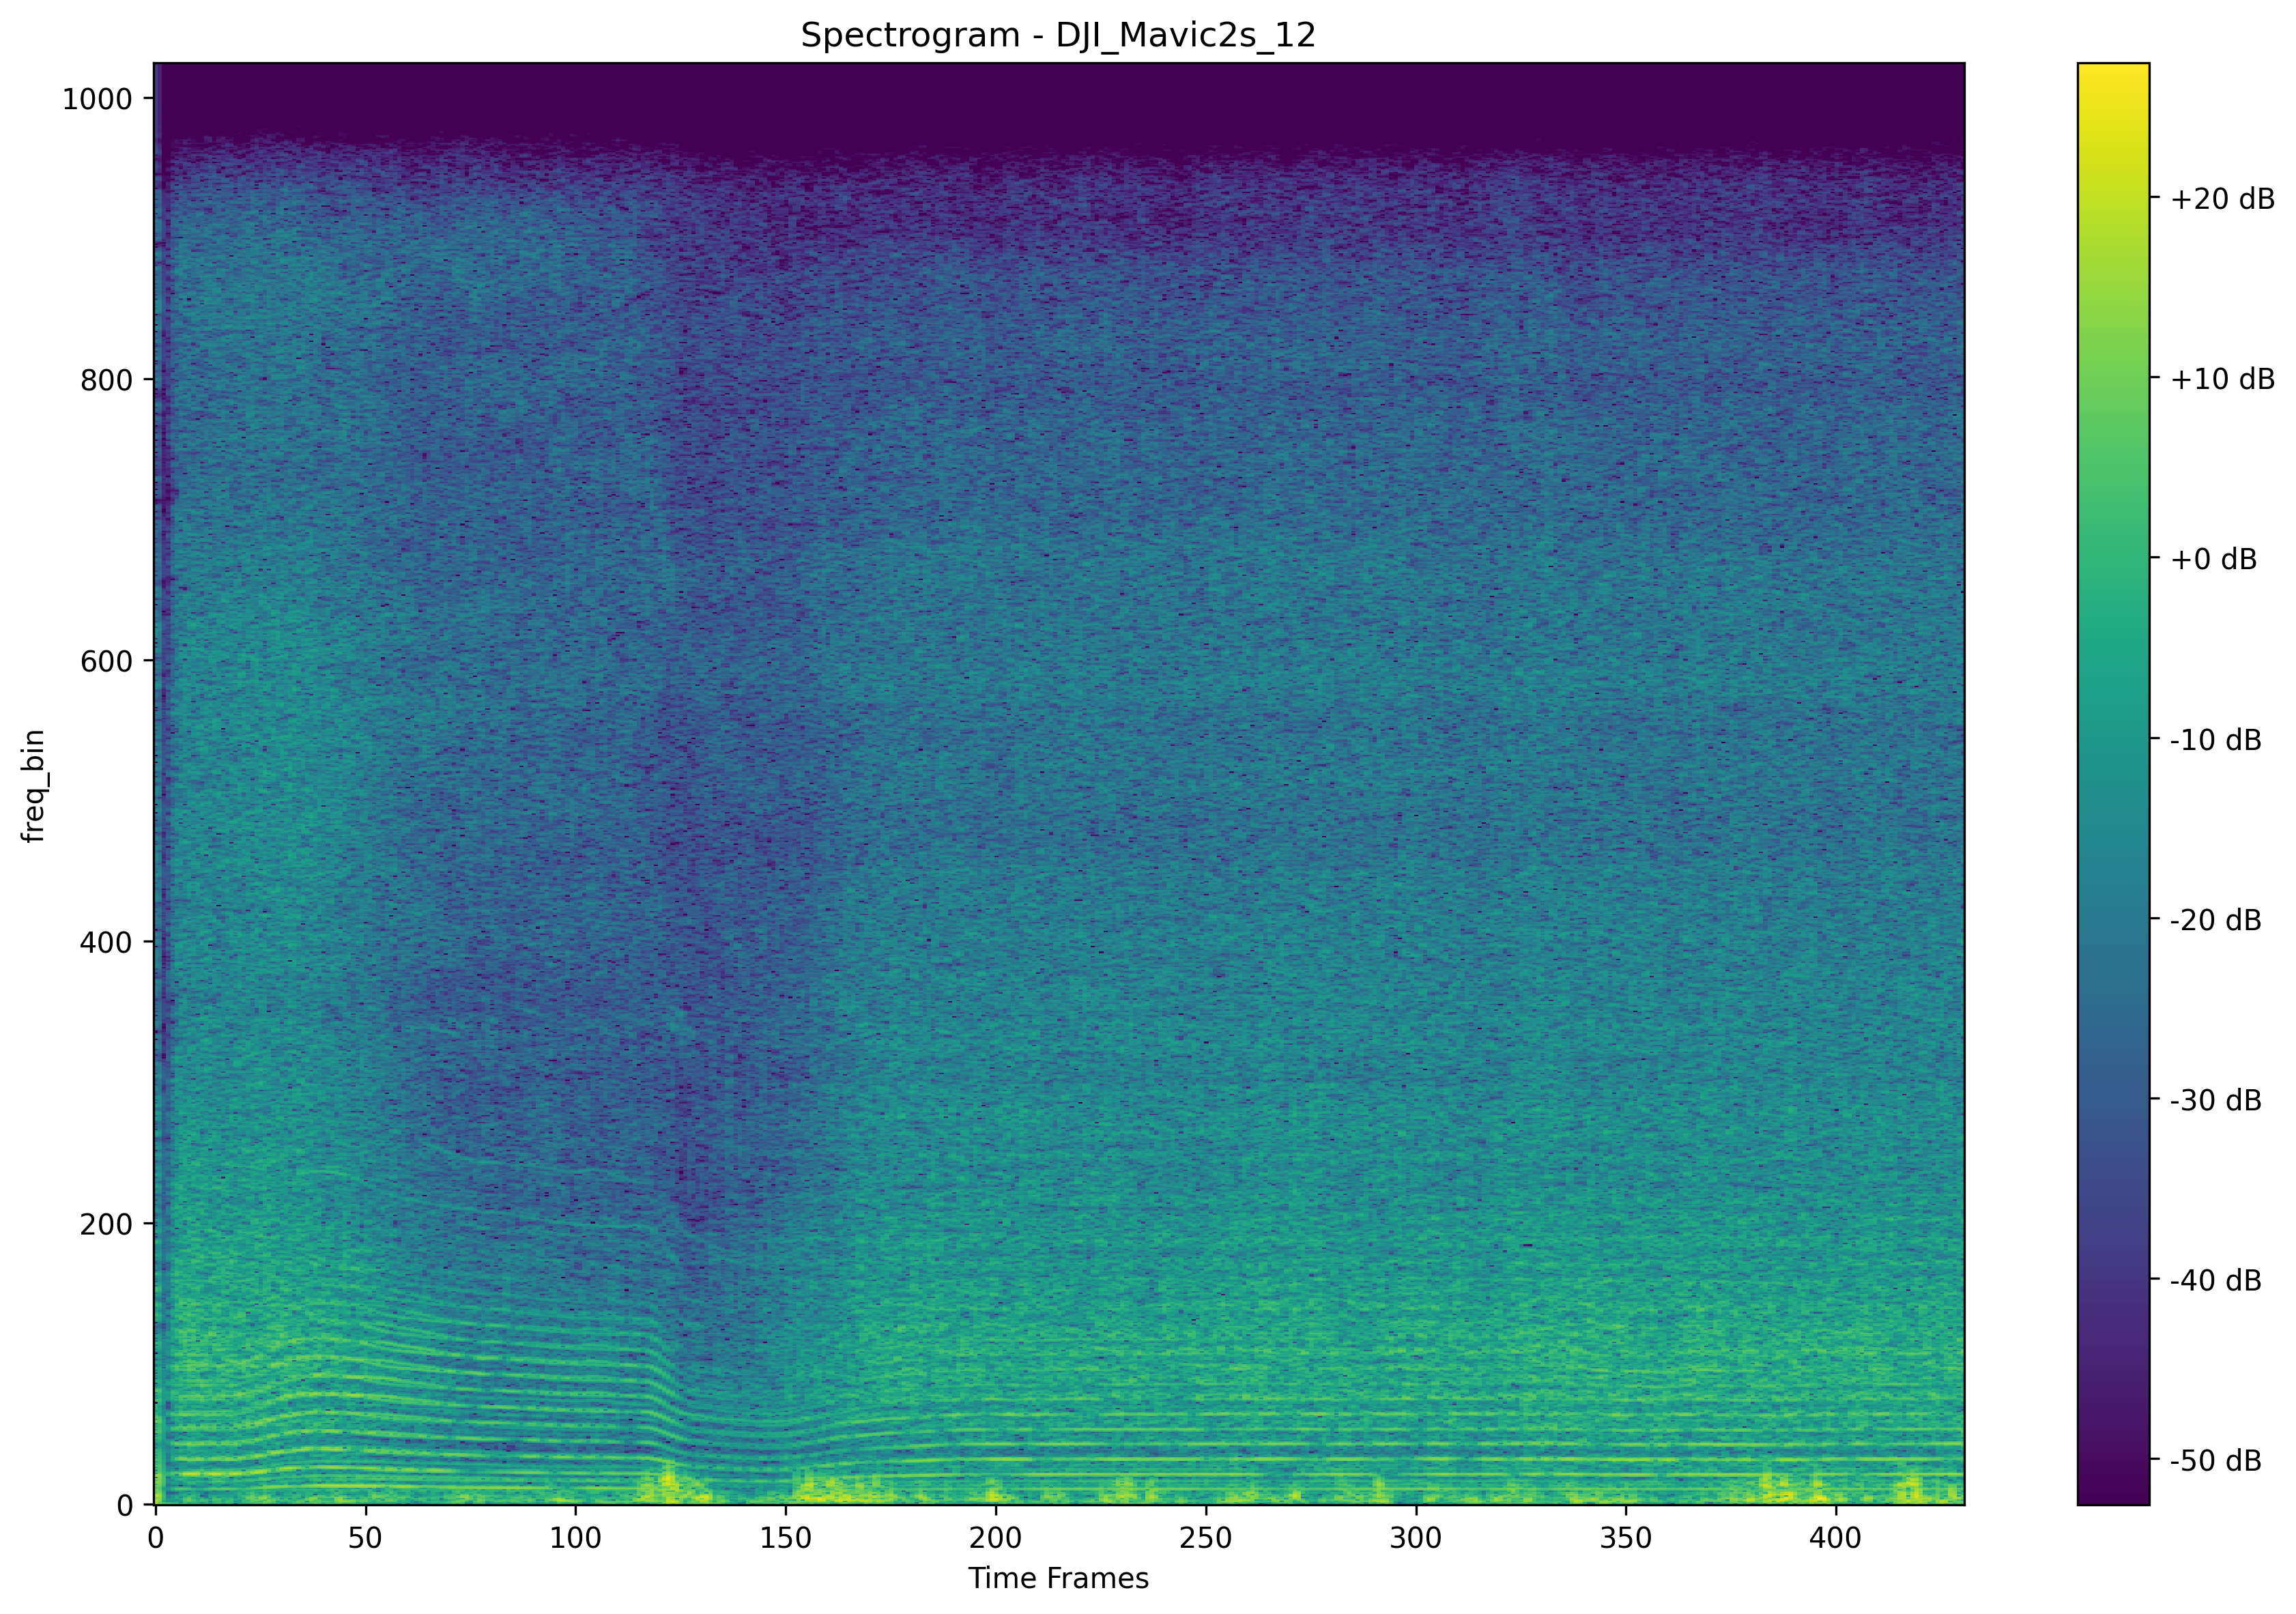 Spectrogram - DJI_Mavic2s_12
1000
800
600
400
200
0
freq_bin
0 50 100 150 200 250 300 350 400
Time Frames
+20 dB
+10 dB
+0 dB
-10 dB
-20 dB
-30 dB
-40 dB
-50 dB